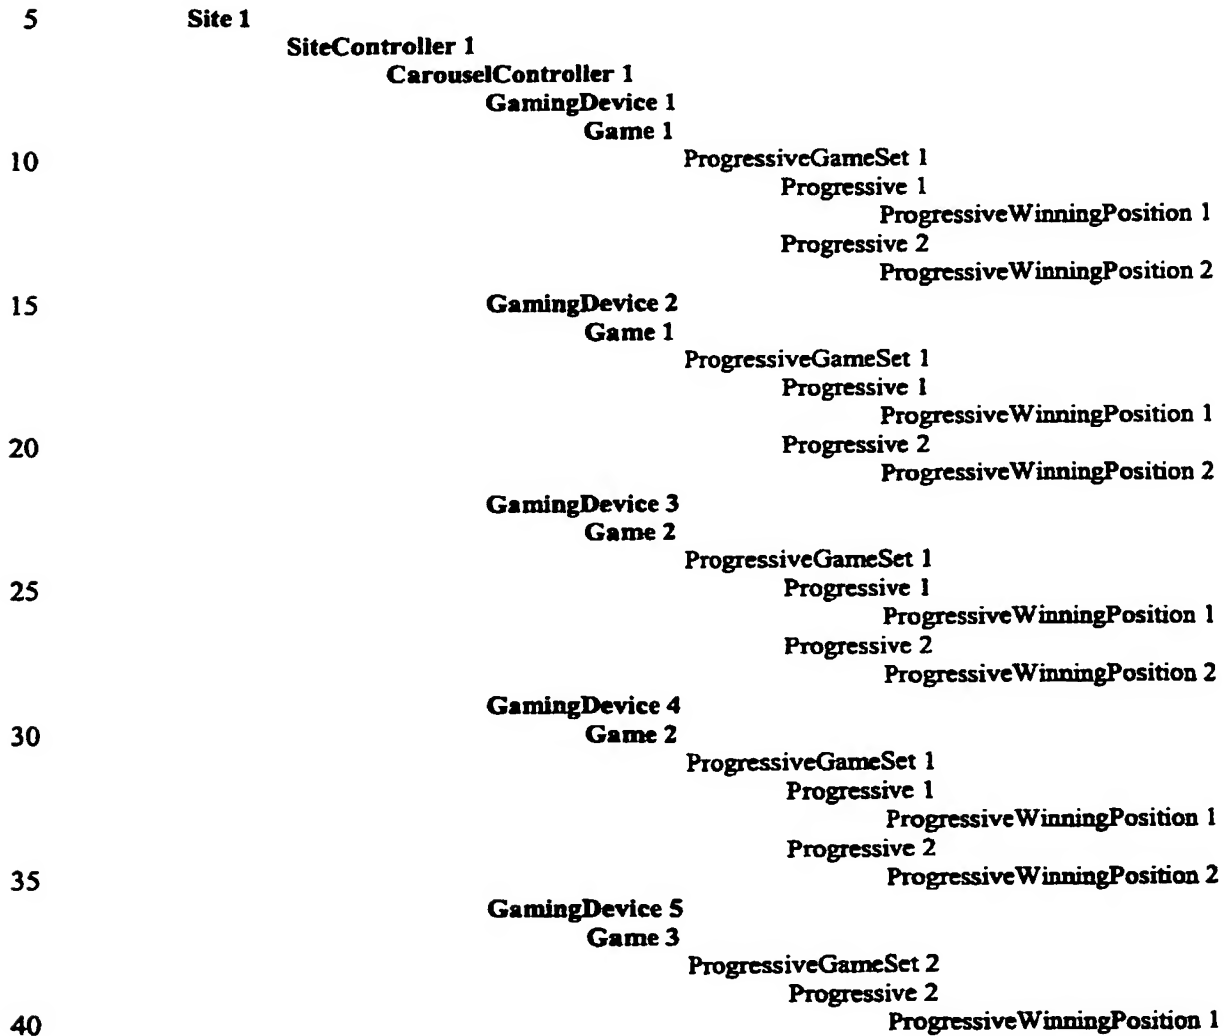 5 Site 1
SiteController 1
CarouselController 1
GamingDevice 1
Game 1
10 ProgressiveGameSet 1
Progressive 1
ProgressiveWinningPosition 1
Progressive 2
ProgressiveWinningPosition 2
15 GamingDevice 2
Game 1
ProgressiveGameSet 1
Progressive 1
ProgressiveWinningPosition 1
20 Progressive 2
ProgressiveWinningPosition 2
GamingDevice 3
Game 2
ProgressiveGameSet 1
25 Progressive 1
ProgressiveWinningPosition 1
Progressive 2
ProgressiveWinningPosition 2
GamingDevice 4
30 Game 2
ProgressiveGameSet 1
Progressive 1
ProgressiveWinningPosition 1
Progressive 2
35 ProgressiveWinningPosition 2
GamingDevice 5
Game 3
ProgressiveGameSet 2
Progressive 2
40 ProgressiveWinningPosition 1